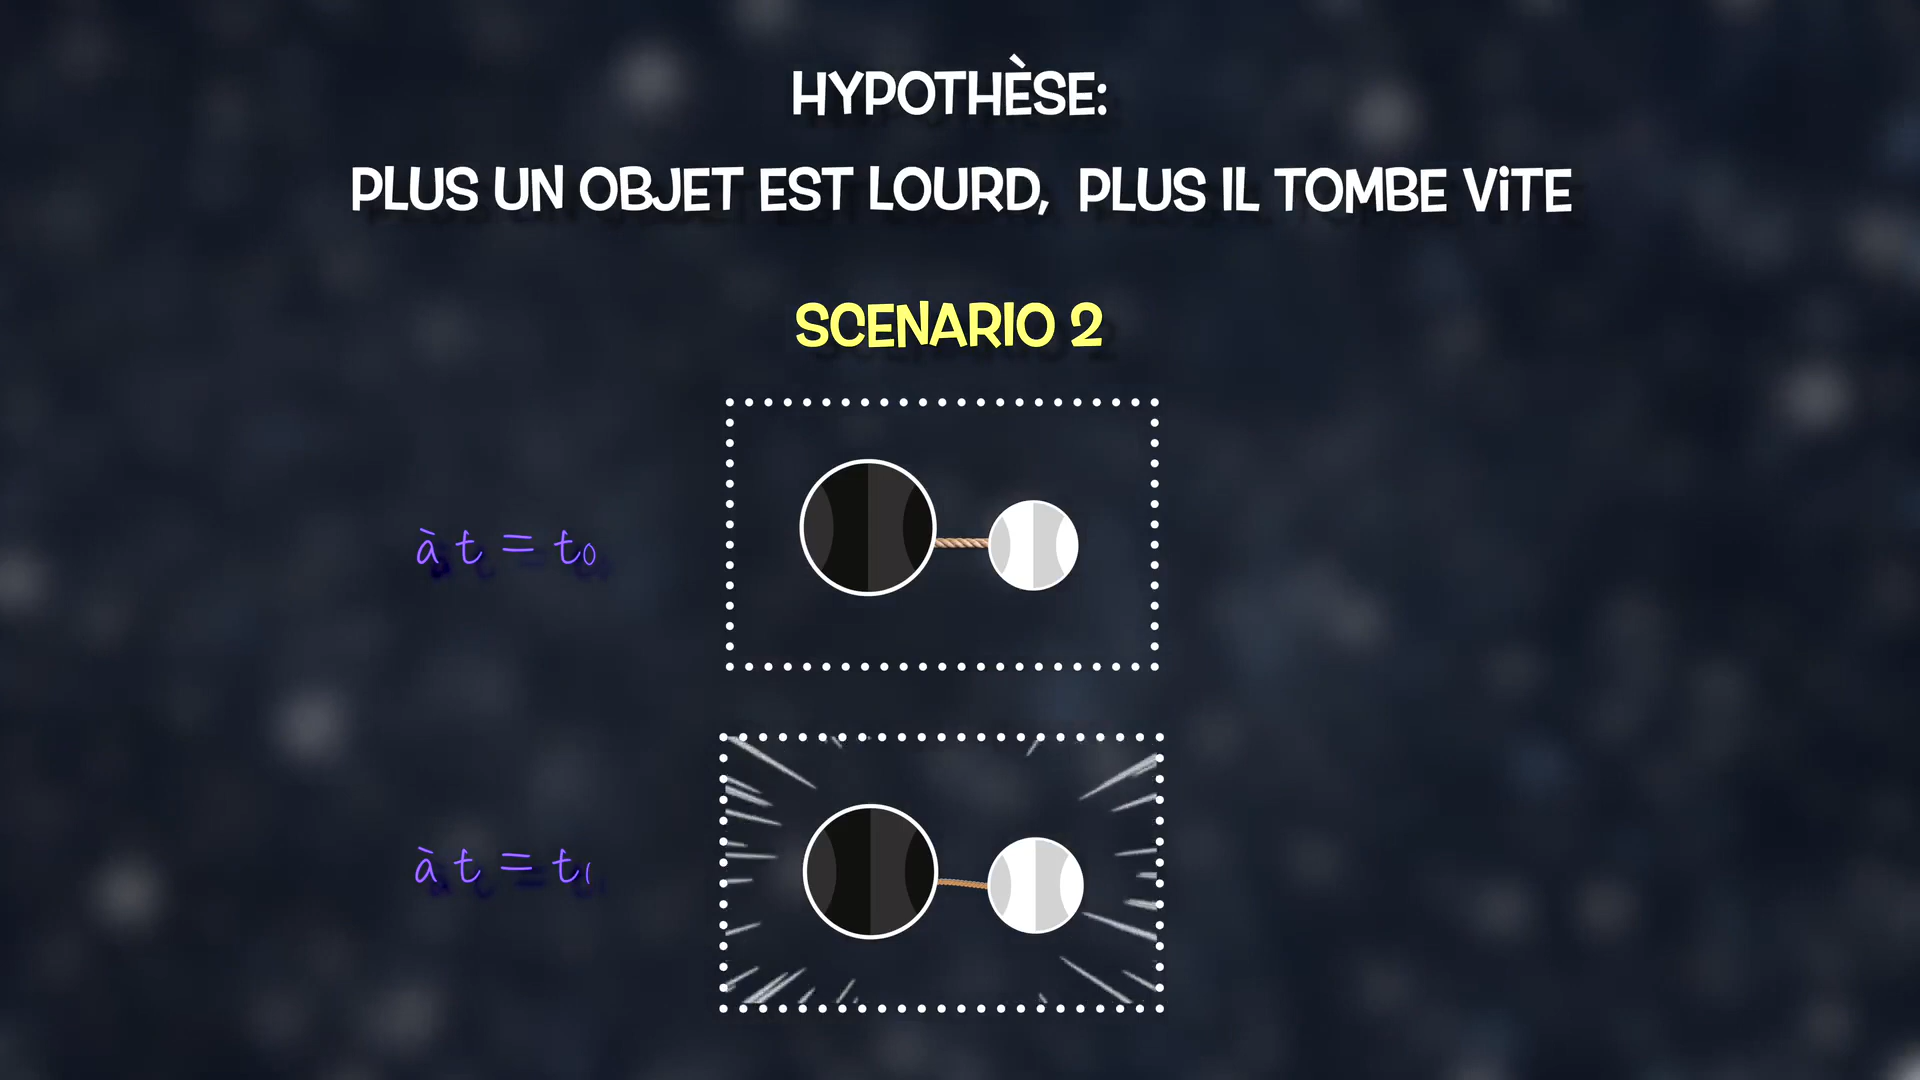 HYPOTHÈSE:
PLUS UN OBJET EST LOURD, PLUS IL TOMBE ViTE
SCENARIO 2
à t = t₀
à t = t₁